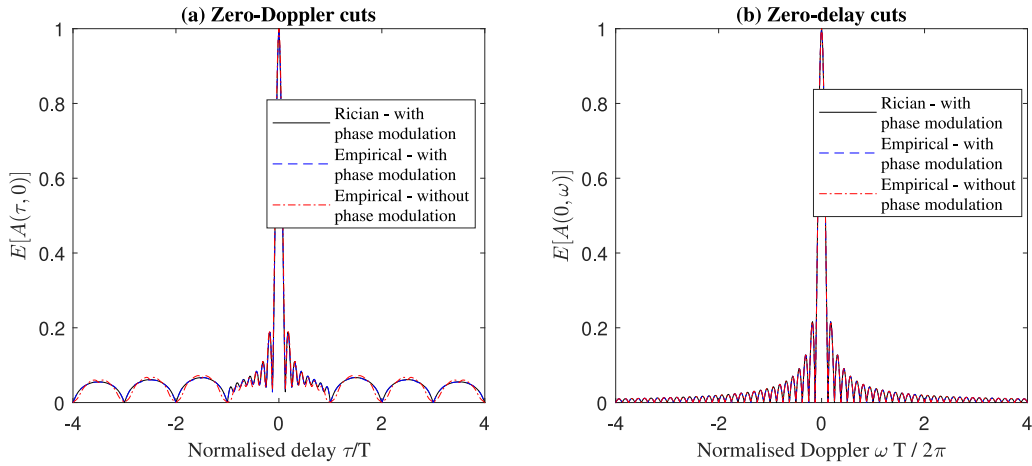 (a) Zero-Doppler cuts
1
0.8
0.6
0.4
0.2
0
E[A(τ, 0)]
Rician - with
phase modulation
Empirical - with
phase modulation
Empirical - without
phase modulation
-4
-2
0
2
4
Normalised delay τ/T
(b) Zero-delay cuts
1
0.8
0.6
0.4
0.2
0
E[A(0, ω)]
Rician - with
phase modulation
Empirical - with
phase modulation
Empirical - without
phase modulation
-4
-2
0
2
4
Normalised Doppler ω T / 2π